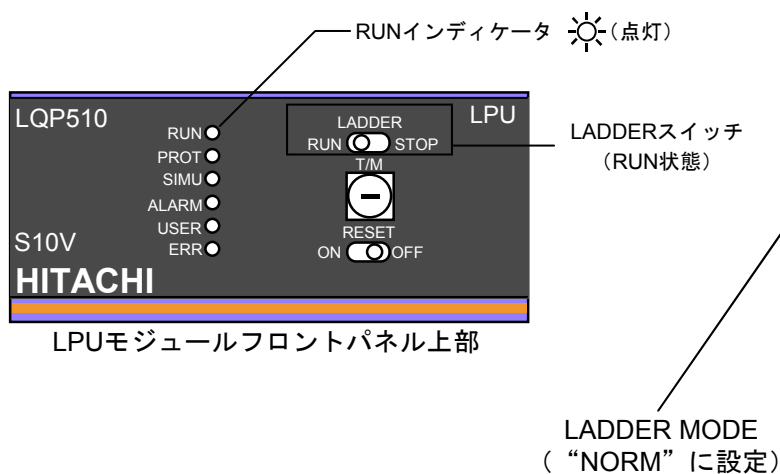 RUNインディケータ (点灯)
LQP510
LPU
RUN
PROT
SIMU
ALARM
USER
ERR
LADDER
RUN STOP
T/M
RESET
ON OFF
S10V
HITACHI
LADDERスイッチ
(RUN状態)
LPUモジュールフロントパネル上部
LADDER MODE
(“NORM”に設定)